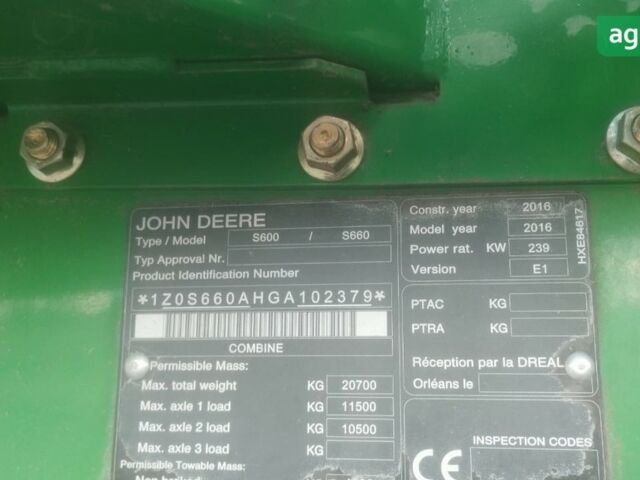 ag
JOHN DEERE
Type / Model S600 / S660
Typ Approval Nr.
Product Identification Number
*1Z0S660AHGA102379*
COMBINE
Permissible Mass:
Max. total weight KG 20700
Max. axle 1 load KG 11500
Max. axle 2 load KG 10500
Max. axle 3 load KG
Permissible Towable Mass:
Constr. year 2016
Model year 2016
Power rat. KW 239
Version E1
HXE84617
PTAC KG
PTRA KG
Réception par la DREAL
Orléans le
INSPECTION CODES
CE